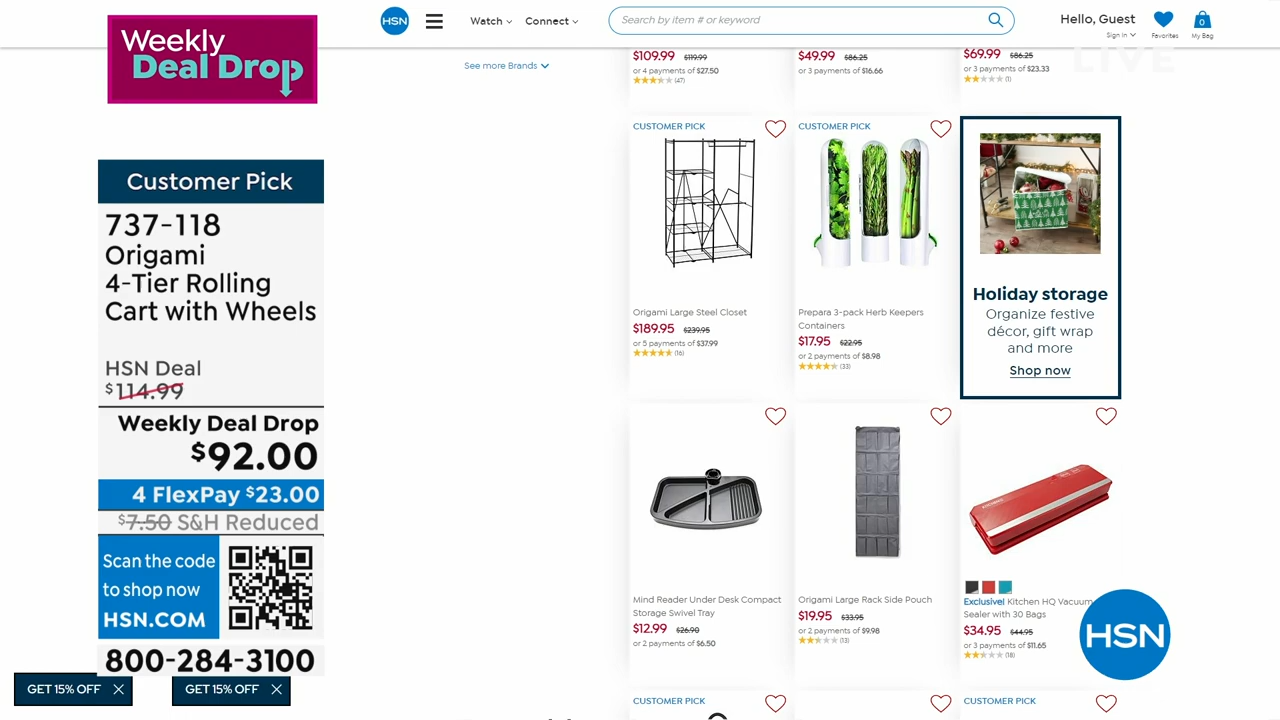 Weekly
Deal Drop
HSN
Watch
Connect
Search by item # or keyword
Hello, Guest
Sign In
Favorites
0
My Bag
LIVE
See more Brands
$109.99 $119.99
or 4 payments of $27.50
(47)
$49.99 $86.25
or 3 payments of $16.66
$69.99 $86.25
or 3 payments of $23.33
(1)
Customer Pick
737-118
Origami
4-Tier Rolling
Cart with Wheels
HSN Deal
$114.99
Weekly Deal Drop
$92.00
4 FlexPay $23.00
$7.50 S&H Reduced
Scan the code
to shop now
HSN.COM
800-284-3100
GET 15% OFF
GET 15% OFF
CUSTOMER PICK
Origami Large Steel Closet
$189.95 $239.95
or 5 payments of $37.99
(16)
CUSTOMER PICK
Prepara 3-pack Herb Keepers
Containers
$17.95 $22.95
or 2 payments of $8.98
(33)
Holiday storage
Organize festive
décor, gift wrap
and more
Shop now
Mind Reader Under Desk Compact
Storage Swivel Tray
$12.99 $26.90
or 2 payments of $6.50
Origami Large Rack Side Pouch
$19.95 $33.95
or 2 payments of $9.98
(13)
Exclusive! Kitchen HQ Vacuum
Sealer with 30 Bags
$34.95 $44.95
or 3 payments of $11.65
(18)
HSN
CUSTOMER PICK
CUSTOMER PICK